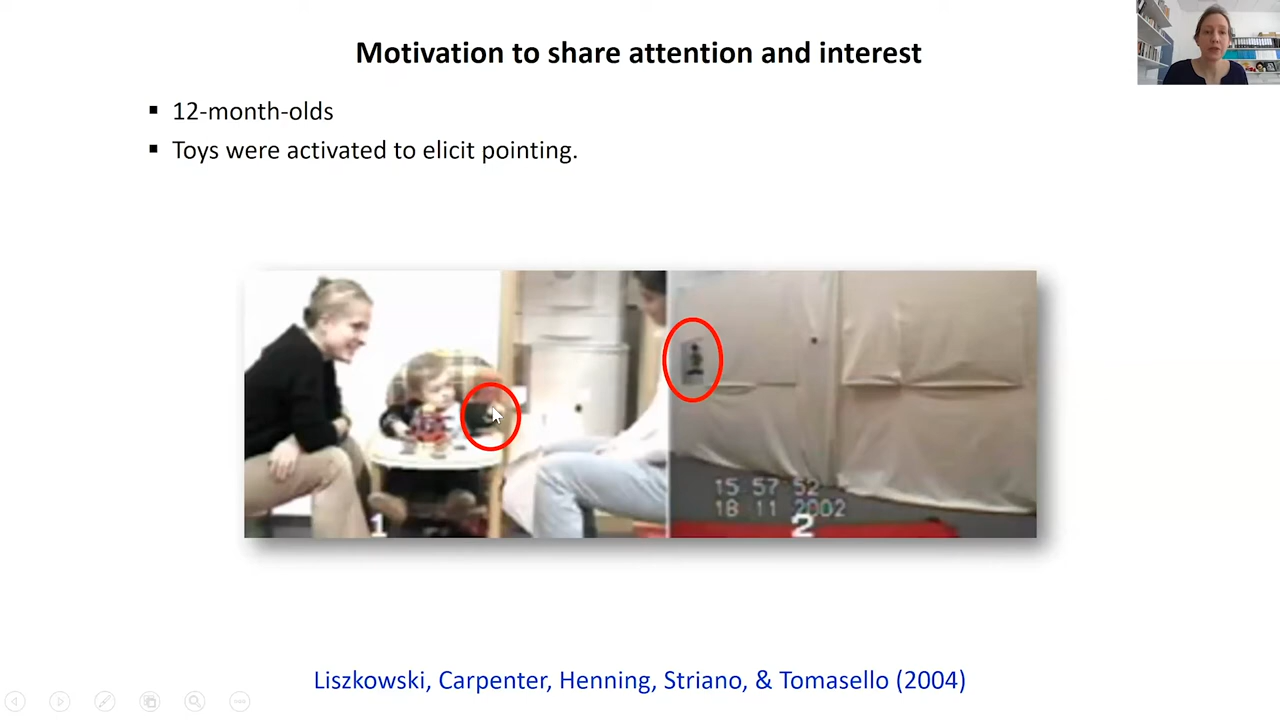 Motivation to share attention and interest
▪ 12-month-olds
▪ Toys were activated to elicit pointing.
1
15 57 52
18 11 2002
2
Liszkowski, Carpenter, Henning, Striano, & Tomasello (2004)